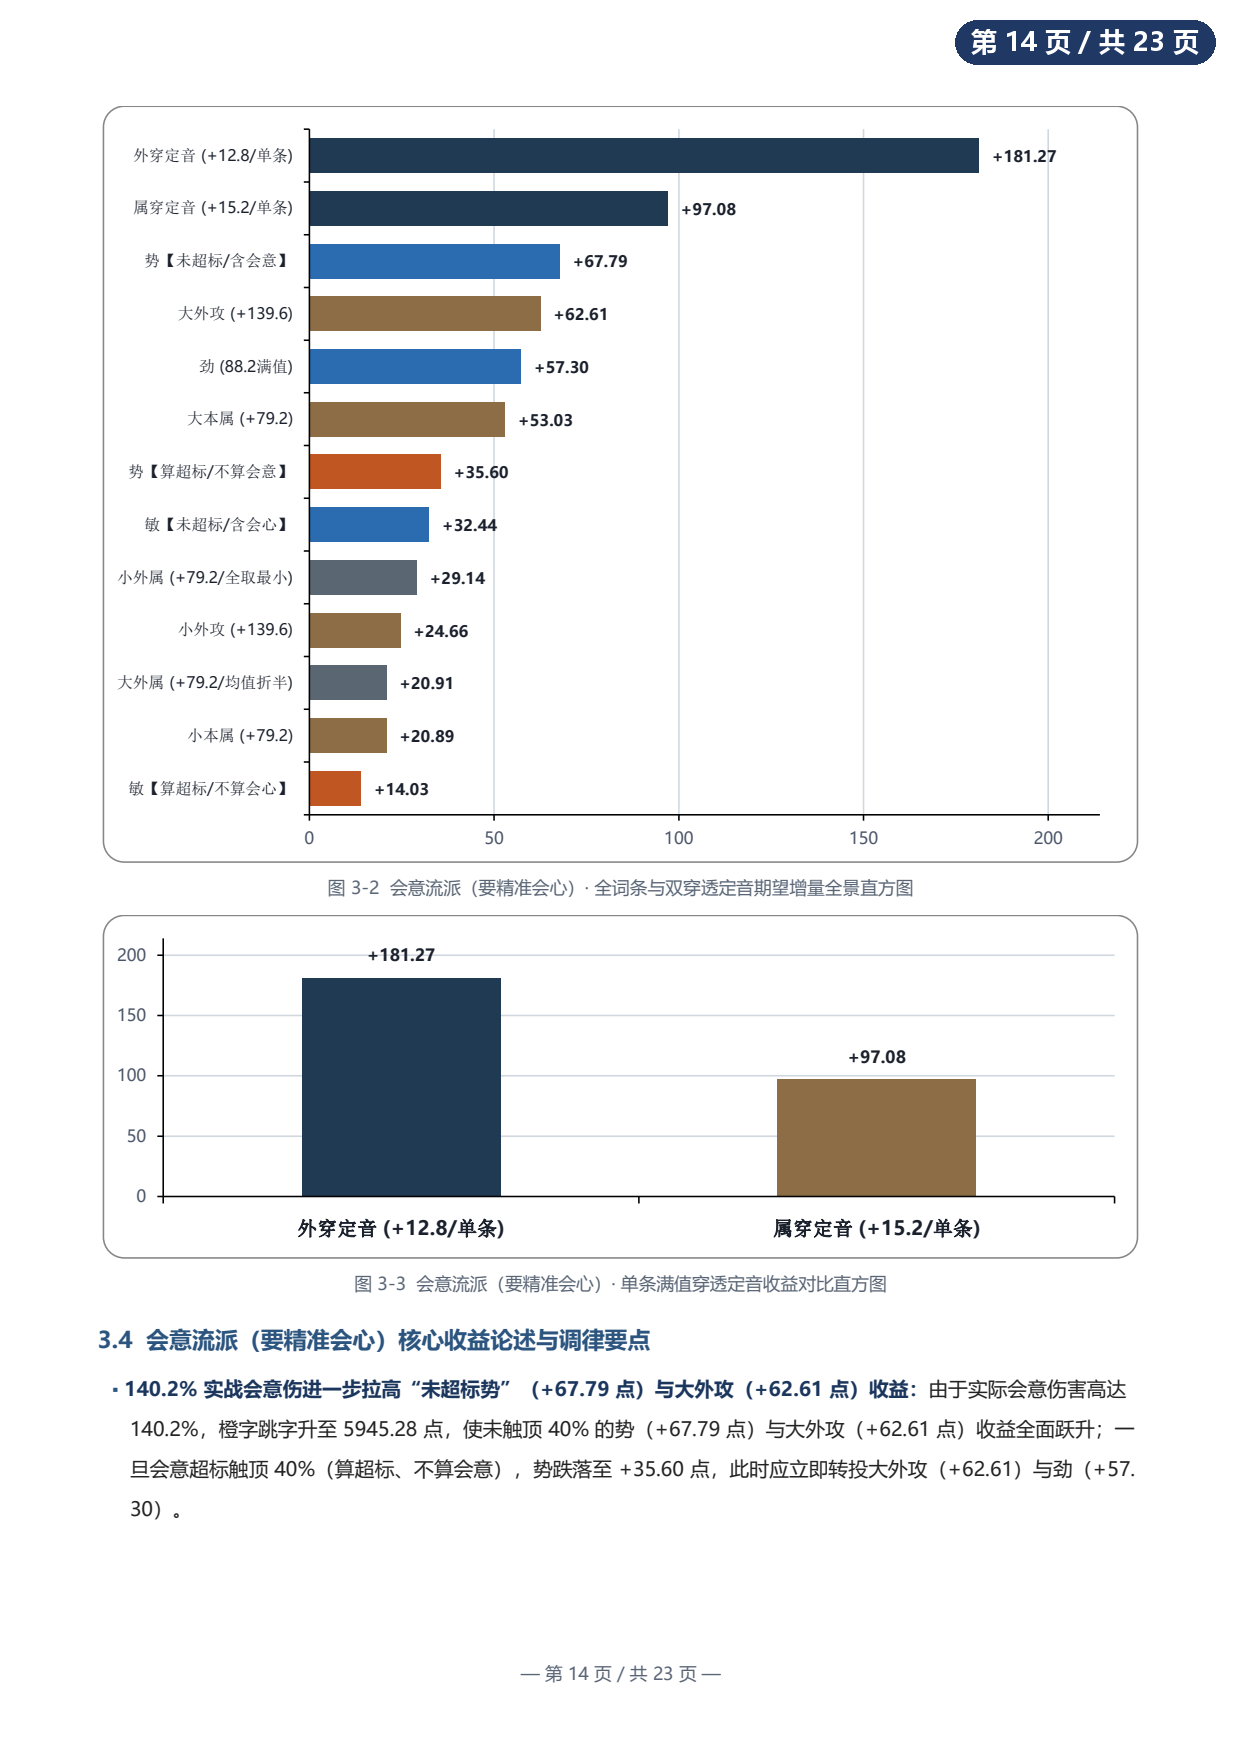 第 14 页 / 共 23 页
外穿定音 (+12.8/单条)
+181.27
属穿定音 (+15.2/单条)
+97.08
势【未超标/含会意】
+67.79
大外攻 (+139.6)
+62.61
劲 (88.2满值)
+57.30
大本属 (+79.2)
+53.03
势【算超标/不算会意】
+35.60
敏【未超标/含会心】
+32.44
小外属 (+79.2/全取最小)
+29.14
小外攻 (+139.6)
+24.66
大外属 (+79.2/均值折半)
+20.91
小本属 (+79.2)
+20.89
敏【算超标/不算会心】
+14.03
0 50 100 150 200
图 3-2 会意流派（要精准会心）· 全词条与双穿透定音期望增量全景直方图
200
150
100
50
0
+181.27
+97.08
外穿定音 (+12.8/单条) 属穿定音 (+15.2/单条)
图 3-3 会意流派（要精准会心）· 单条满值穿透定音收益对比直方图
3.4 会意流派（要精准会心）核心收益论述与调律要点
· 140.2% 实战会意伤进一步拉高“未超标势”（+67.79 点）与大外攻（+62.61 点）收益：由于实际会意伤害高达
140.2%，橙字跳字升至 5945.28 点，使未触顶 40% 的势（+67.79 点）与大外攻（+62.61 点）收益全面跃升；一
旦会意超标触顶 40%（算超标、不算会意），势跌落至 +35.60 点，此时应立即转投大外攻（+62.61）与劲（+57.
30）。
— 第 14 页 / 共 23 页 —